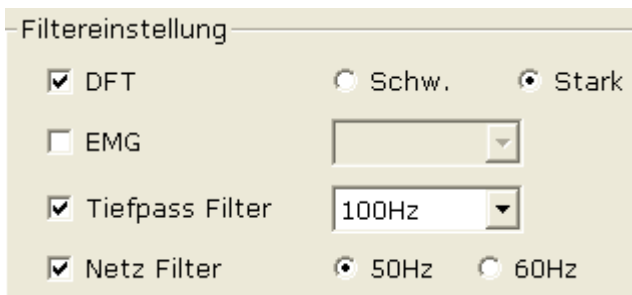 Filtereinstellung
DFT Schw. Stark
EMG
Tiefpass Filter 100Hz
Netz Filter 50Hz 60Hz